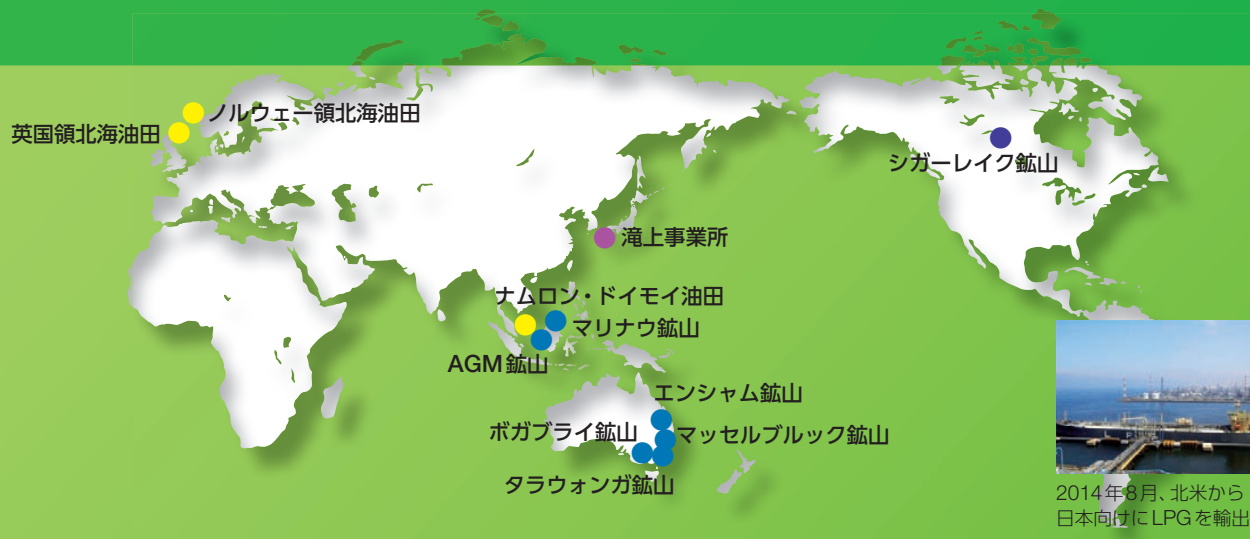 ノルウェー領北海油田
英国領北海油田
シガーレイク鉱山
滝上事業所
ナムロン・ドイモイ油田
マリナウ鉱山
AGM鉱山
エンシャム鉱山
ボガブライ鉱山
マッセルブルック鉱山
タラウォンガ鉱山
2014年8月、北米から
日本向けにLPGを輸出